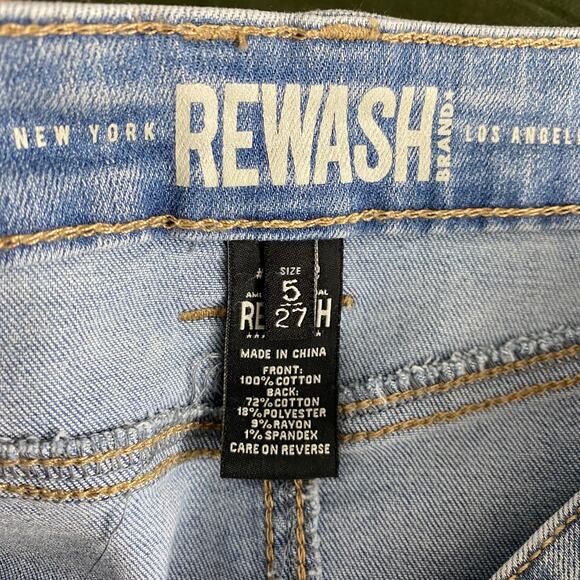 NEW YORK REWASH BRAND LOS ANGEL
SIZE
5
27
MADE IN CHINA
FRONT:
100% COTTON
BACK:
72% COTTON
18% POLYESTER
9% RAYON
1% SPANDEX
CARE ON REVERSE